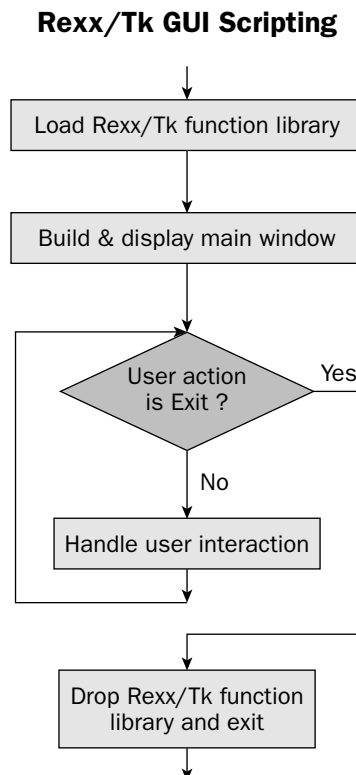 Rexx/Tk GUI Scripting
Load Rexx/Tk function library
Build & display main window
User action
is Exit ?
Yes
No
Handle user interaction
Drop Rexx/Tk function
library and exit